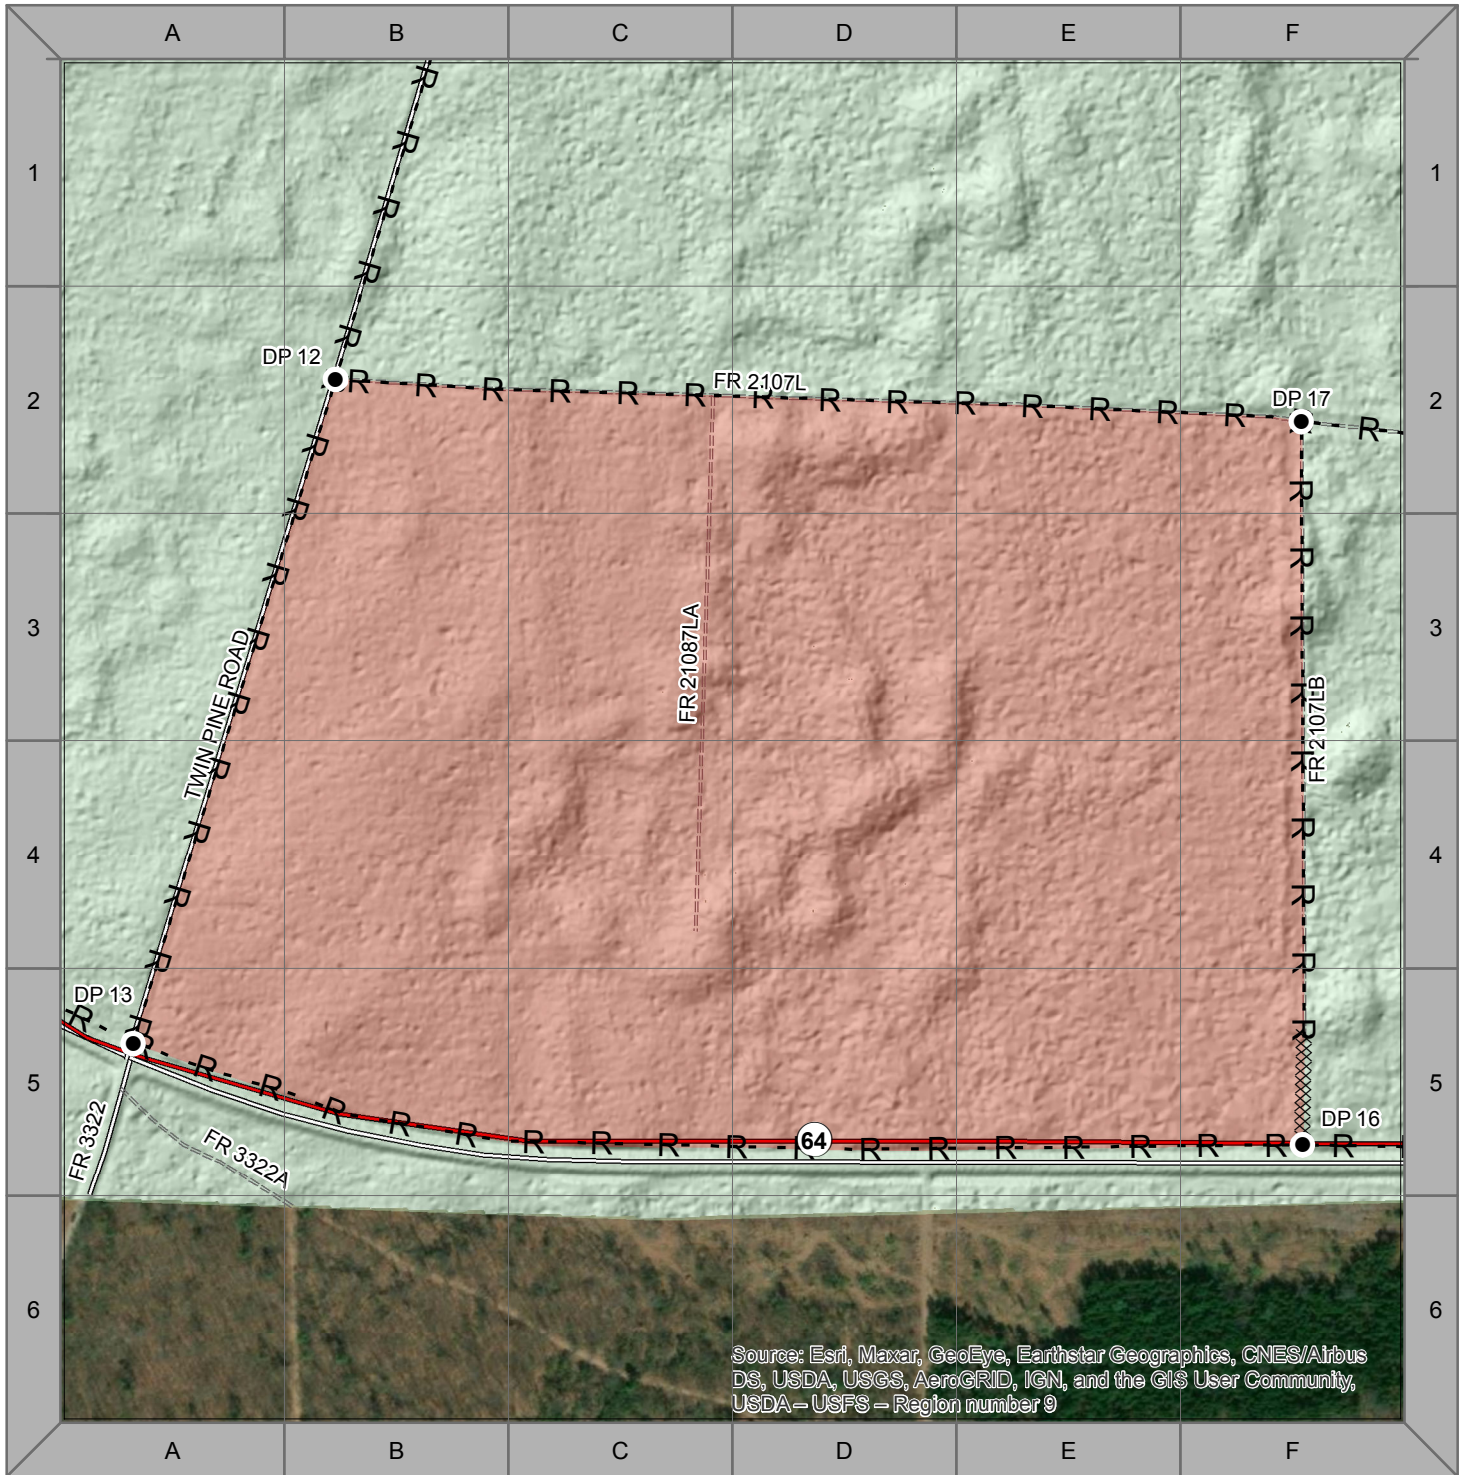 A B C D E F
1 1
DP 12
FR 2107L
DP 17
2 2
R R R R R R R R R R R R R R R R
FR 21087LA
3 3
TWIN PINE ROAD
FR 2107LB
4 4
DP 13
5 5
DP 16
64
FR 3322
FR 3322A
6 6
Source: Esri, Maxar, GeoEye, Earthstar Geographics, CNES/Airbus
DS, USDA, USGS, AeroGRID, IGN, and the GIS User Community,
USDA – USFS – Region number 9
A B C D E F